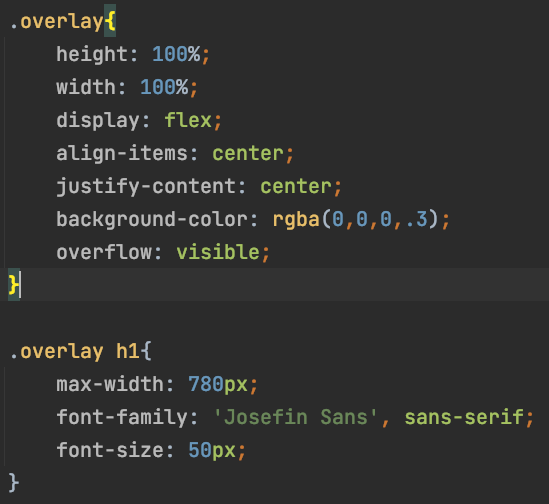 .overlay{
    height: 100%;
    width: 100%;
    display: flex;
    align-items: center;
    justify-content: center;
    background-color: rgba(0,0,0,.3);
    overflow: visible;
}

.overlay h1{
    max-width: 780px;
    font-family: 'Josefin Sans', sans-serif;
    font-size: 50px;
}